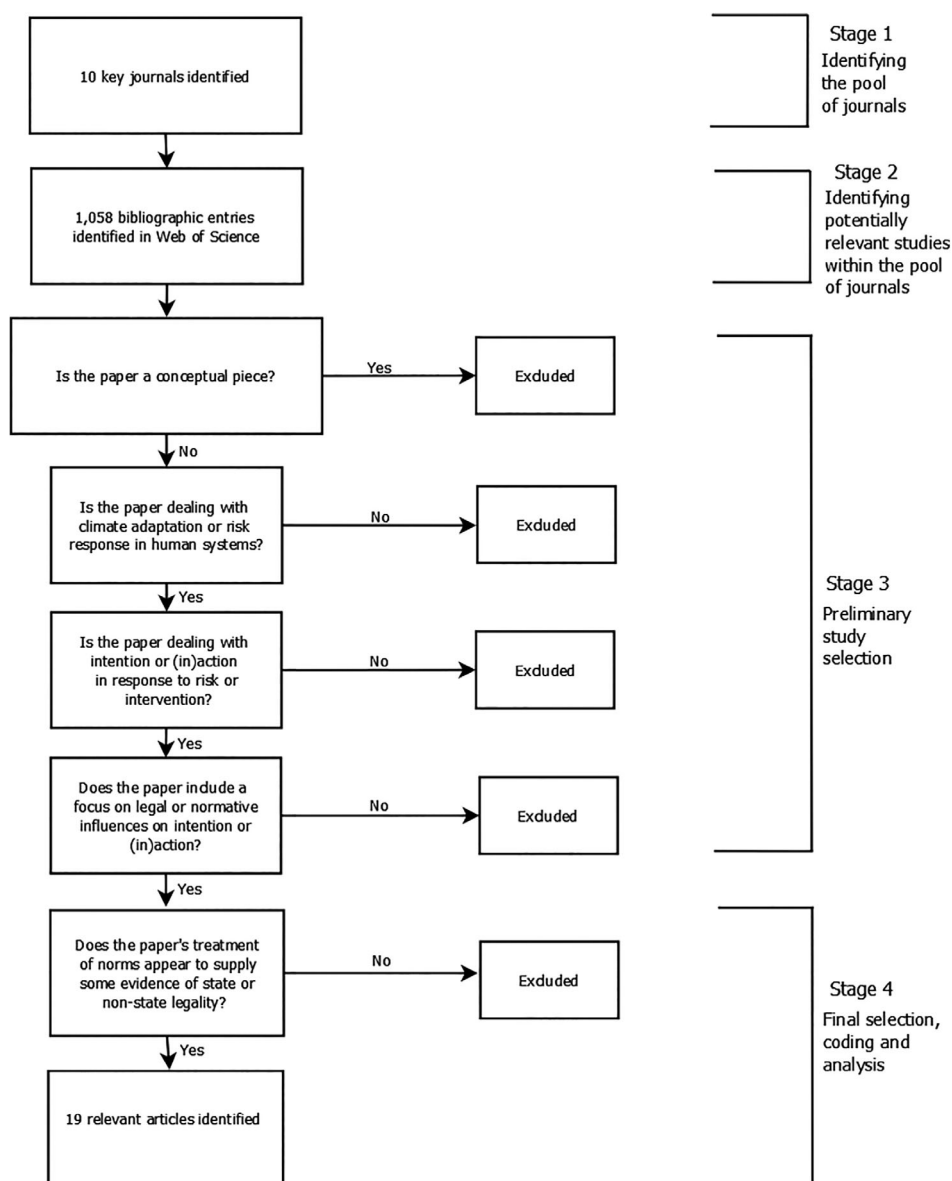 10 key journals identified
Stage 1
Identifying
the pool
of journals
1,058 bibliographic entries
identified in Web of Science
Stage 2
Identifying
potentially
relevant studies
within the pool
of journals
Is the paper a conceptual piece?
Yes
Excluded
No
Is the paper dealing with
climate adaptation or risk
response in human systems?
No
Excluded
Yes
Is the paper dealing with
intention or (in)action
in response to risk or
intervention?
No
Excluded
Yes
Does the paper include a
focus on legal or normative
influences on intention or
(in)action?
No
Excluded
Stage 3
Preliminary
study
selection
Yes
Does the paper's treatment
of norms appear to supply
some evidence of state or
non-state legality?
No
Excluded
Yes
19 relevant articles identified
Stage 4
Final selection,
coding and
analysis